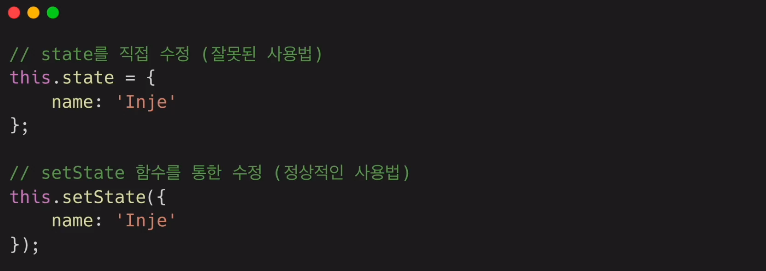 // state를 직접 수정 (잘못된 사용법)
this.state = {
    name: 'Inje'
};
// setState 함수를 통한 수정 (정상적인 사용법)
this.setState({
    name: 'Inje'
});